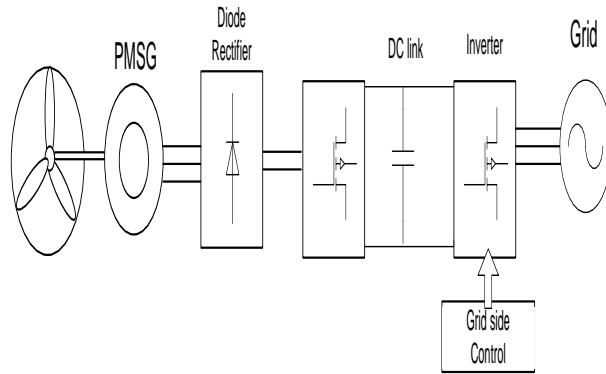 Diode
Rectifier
PMSG
DC link
Inverter
Grid
Grid side
Control